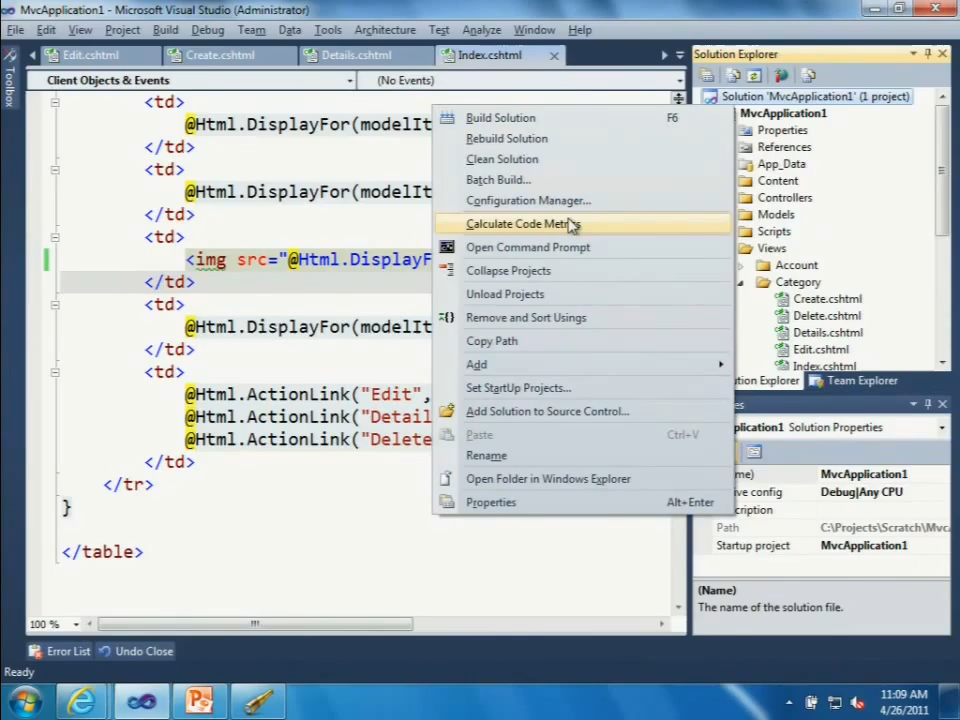 MvcApplication1 - Microsoft Visual Studio (Administrator)
File Edit View Project Build Debug Team Data Tools Architecture Test Analyze Window Help
Edit.cshtml Create.cshtml Details.cshtml Index.cshtml
Toolbox
Client Objects & Events (No Events)
<td>
@Html.DisplayFor(modelIt
</td>
<td>
@Html.DisplayFor(modelIt
</td>
<td>
<img src="@Html.DisplayF
</td>
<td>
@Html.DisplayFor(modelIt
</td>
<td>
@Html.ActionLink("Edit",
@Html.ActionLink("Detail
@Html.ActionLink("Delete
</td>
</tr>
}
</table>
100 %
Build Solution F6
Rebuild Solution
Clean Solution
Batch Build...
Configuration Manager...
Calculate Code Metrics
Open Command Prompt
Collapse Projects
Unload Projects
Remove and Sort Usings
Copy Path
Add
Set StartUp Projects...
Add Solution to Source Control...
Paste Ctrl+V
Rename
Open Folder in Windows Explorer
Properties Alt+Enter
Solution Explorer
Solution 'MvcApplication1' (1 project)
MvcApplication1
Properties
References
App_Data
Content
Controllers
Models
Scripts
Views
Account
Category
Create.cshtml
Delete.cshtml
Details.cshtml
Edit.cshtml
Index.cshtml
tion Explorer Team Explorer
es
plication1 Solution Properties
me) MvcApplication1
ive config Debug|Any CPU
cription
Path C:\Projects\Scratch\Mvc
Startup project MvcApplication1
(Name)
The name of the solution file.
Error List Undo Close
Ready
11:09 AM
4/26/2011